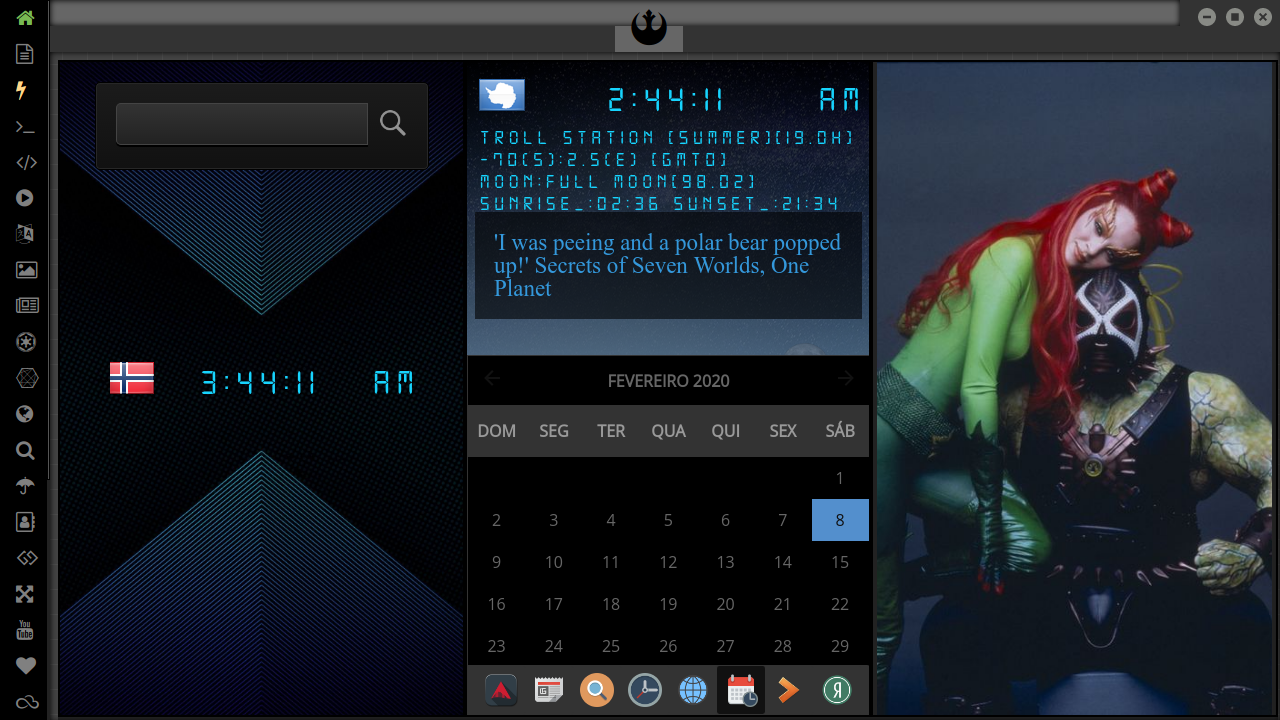 2:44:11 AM
TROLL STATION (SUMMER)(19.0H)
-70(S):2.5(E) (GMT0)
MOON:FULL MOON(98.02)
SUNRISE_:02:36 SUNSET_:21:34
'I was peeing and a polar bear popped
up!' Secrets of Seven Worlds, One
Planet
3:44:11 AM
FEVEREIRO 2020
DOM SEG TER QUA QUI SEX SÁB
1
2 3 4 5 6 7 8
9 10 11 12 13 14 15
16 17 18 19 20 21 22
23 24 25 26 27 28 29
You
Tube
Я